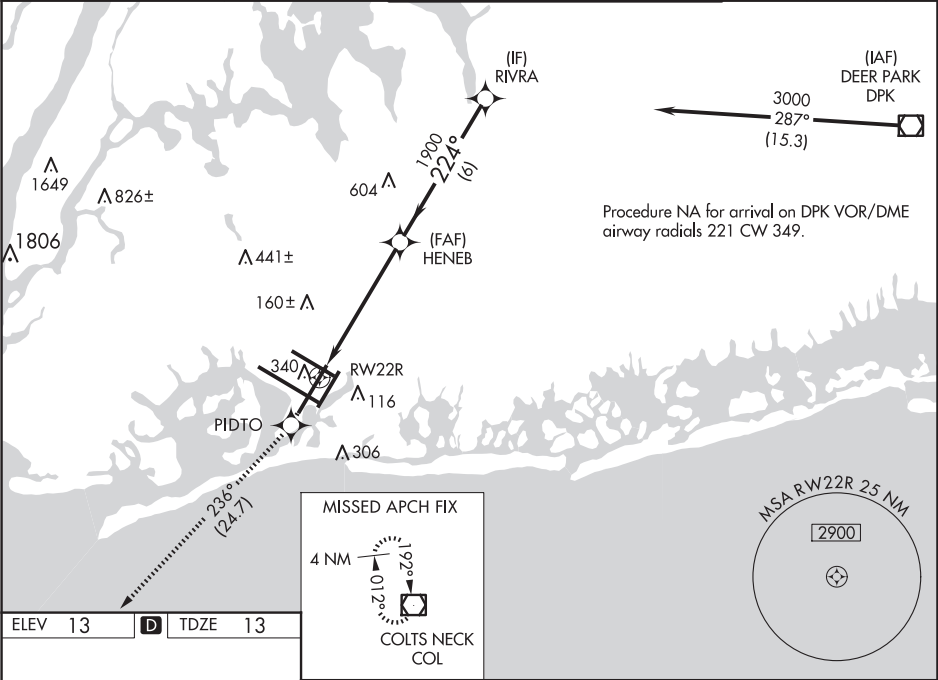 (IF)
RIVRA
(IAF)
DEER PARK
DPK
3000
287°
(15.3)
1900
224°
(6)
1649
826±
604
1806
441±
(FAF)
HENEB
Procedure NA for arrival on DPK VOR/DME
airway radials 221 CW 349.
160±
340
RW22R
116
PIDTO
306
236°
(24.7)
MISSED APCH FIX
4 NM
192°
012°
COLTS NECK
COL
MSA RW22R 25 NM
2900
ELEV 13 D TDZE 13